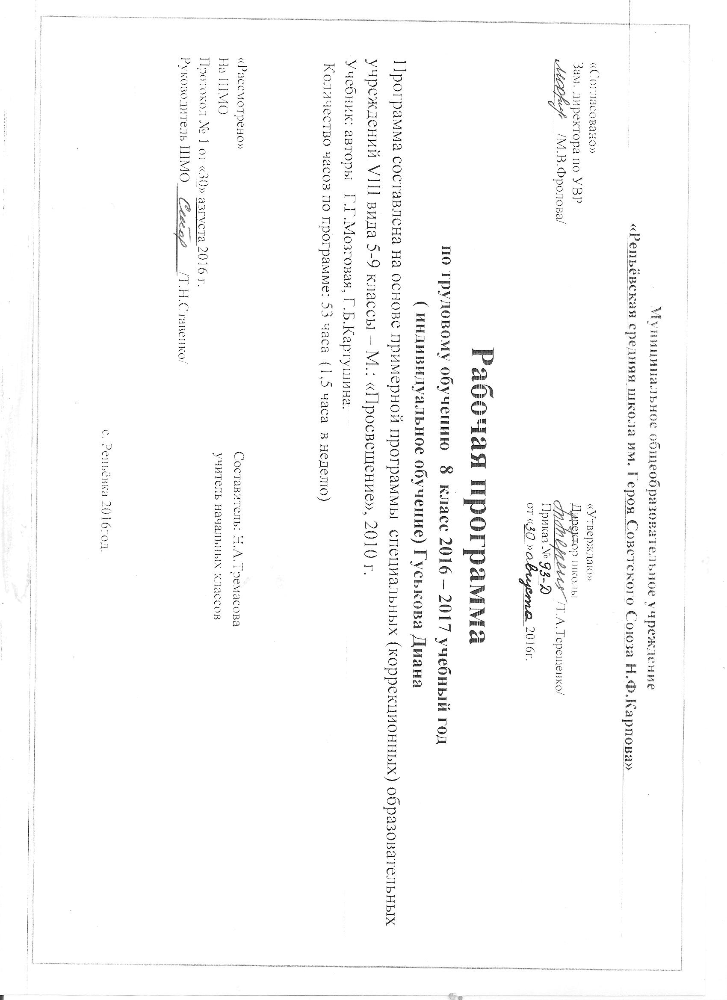 Муниципальное общеобразовательное учреждение
«Репьёвская средняя школа им. Героя Советского Союза Н.Ф.Карпова»
«Согласовано»
Зам. директора по УВР
/М.В.Фролова/
«Утверждаю»
Директор школы
/Т.А.Терещенко/
Приказ № 93-Д
от «30 » августа 2016г.
Рабочая программа
по трудовому обучению 8 класс 2016 – 2017 учебный год
( индивидуальное обучение) Гуськова Диана
Программа составлена на основе примерной программы специальных (коррекционных) образовательных
учреждений VIII вида 5-9 классы – М.: «Просвещение», 2010 г.
Учебник: авторы Г.Г.Мозговая, Г.Б.Картушина.
Количество часов по программе: 53 часа (1,5 часа в неделю)
«Рассмотрено»
На ШМО
Протокол № 1 от «30» августа 2016 г.
Руководитель ШМО /Т.Н.Ставенко/
Составитель: Н.А.Тремасова
учитель начальных классов
с. Репьёвка 2016год.